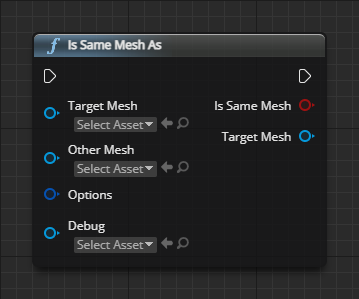 f Is Same Mesh As
Target Mesh Is Same Mesh
Select Asset
Target Mesh
Other Mesh
Select Asset
Options
Debug
Select Asset